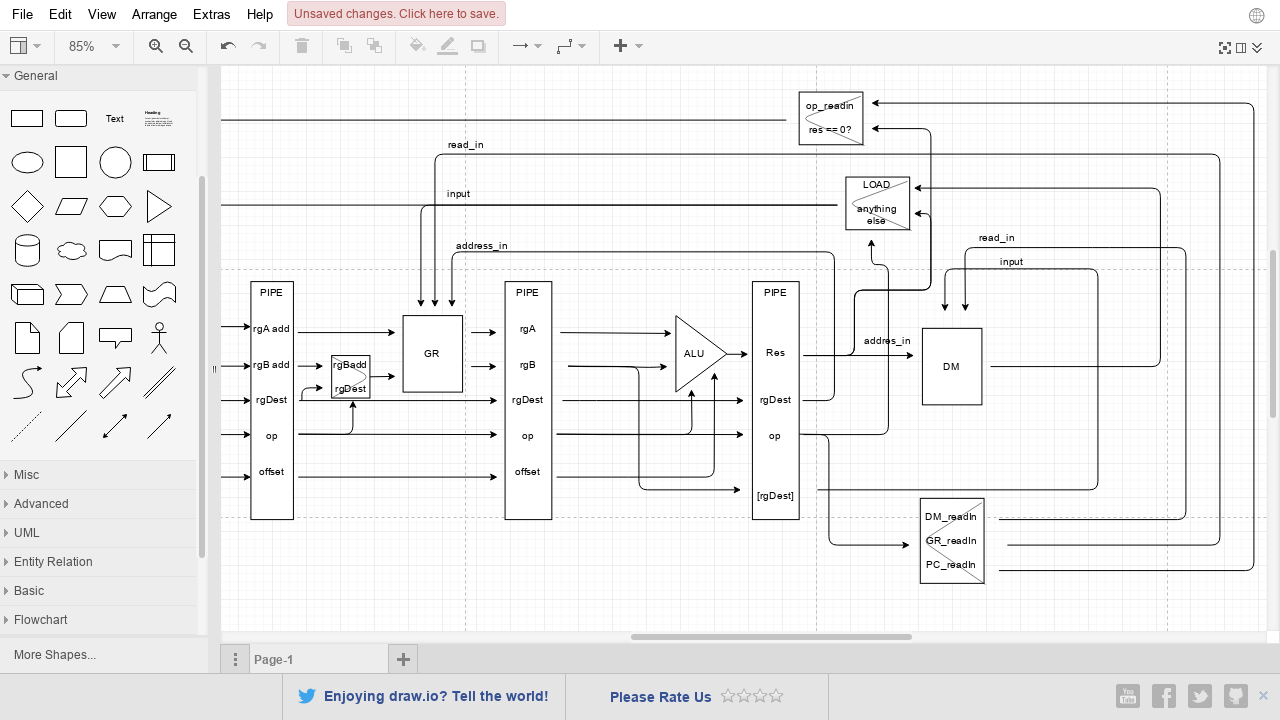 File Edit View Arrange Extras Help Unsaved changes. Click here to save.
85%
General
Text
Heading
Misc
Advanced
UML
Entity Relation
Basic
Flowchart
More Shapes...
op_readin
res == 0?
read_in
input
LOAD
anything
else
address_in
read_in
input
PIPE
rgA add
rgB add
rgDest
op
offset
rgBadd
rgDest
GR
PIPE
rgA
rgB
rgDest
op
offset
ALU
PIPE
Res
rgDest
op
[rgDest]
addres_in
DM
DM_readIn
GR_readIn
PC_readIn
Page-1
Enjoying draw.io? Tell the world!
Please Rate Us
You
Tube